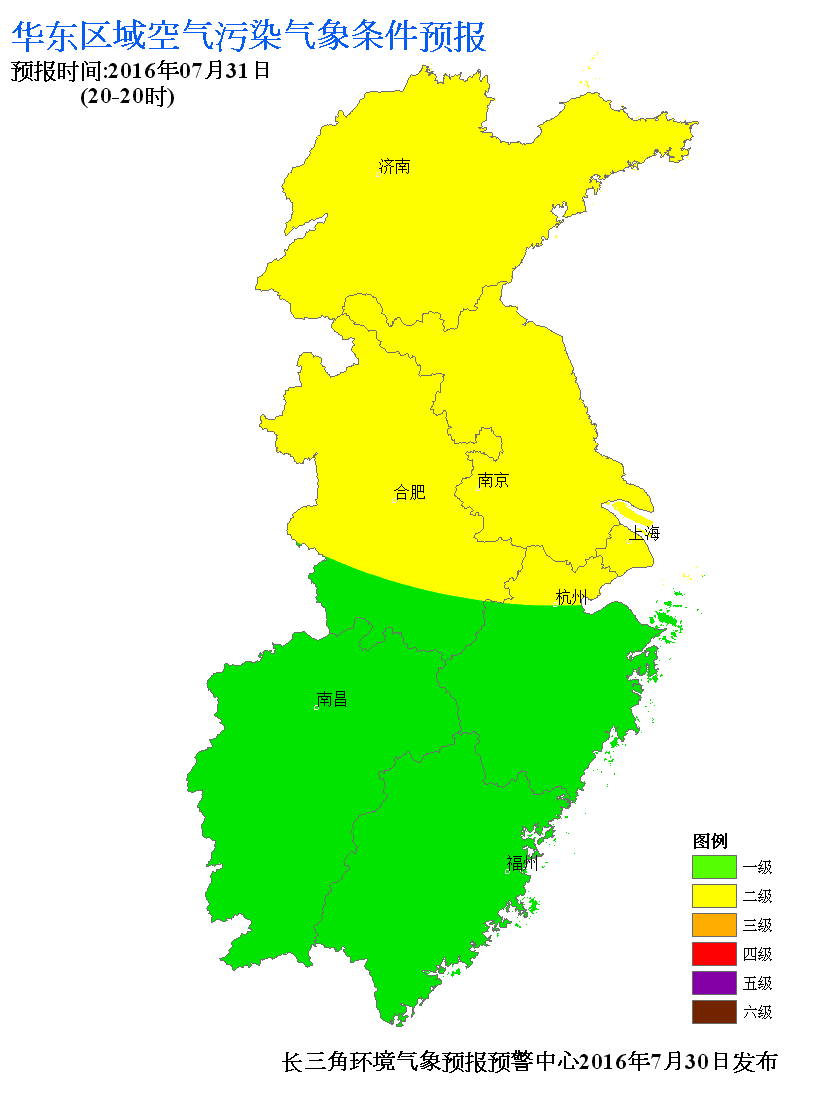 华东区域空气污染气象条件预报
预报时间:2016年07月31日
(20-20时)
济南
南京
合肥
上海
杭州
南昌
福州
图例
一级
二级
三级
四级
五级
六级
长三角环境气象预报预警中心2016年7月30日发布